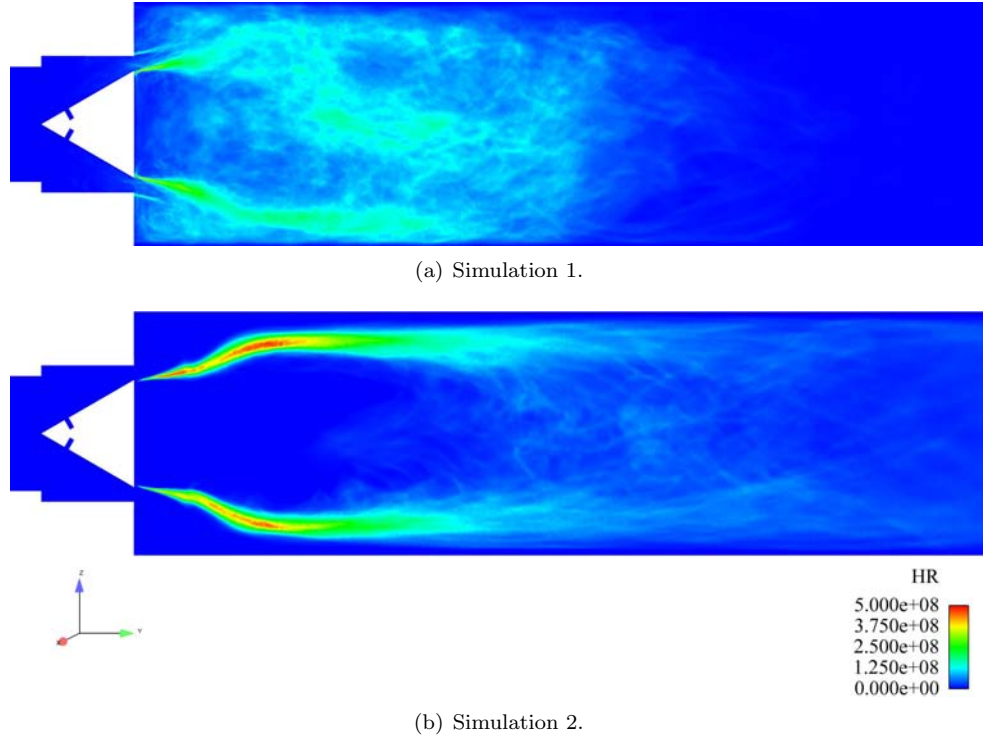 (a) Simulation 1.
Z
Y
X
HR
5.000e+08
3.750e+08
2.500e+08
1.250e+08
0.000e+00
(b) Simulation 2.